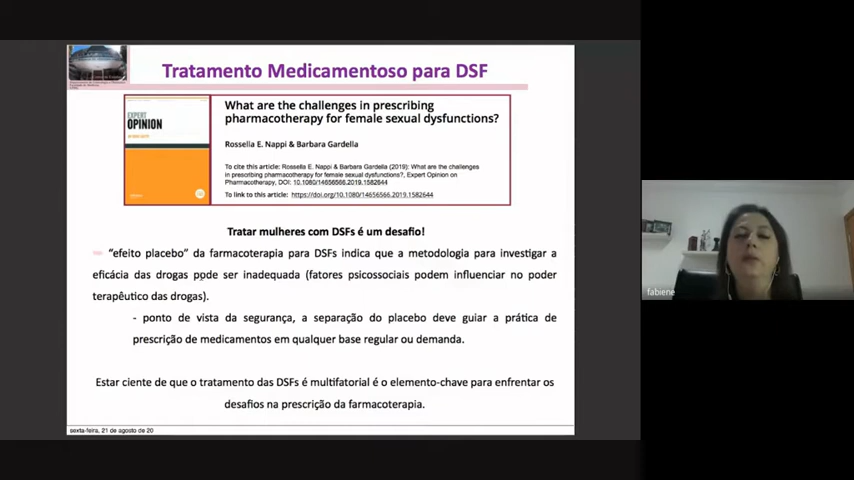 Tratamento Medicamentoso para DSF
EXPERT
OPINION
What are the challenges in prescribing
pharmacotherapy for female sexual dysfunctions?
Rossella E. Nappi & Barbara Gardella
To cite this article: Rossella E. Nappi & Barbara Gardella (2019): What are the challenges
in prescribing pharmacotherapy for female sexual dysfunctions?, Expert Opinion on
Pharmacotherapy, DOI: 10.1080/14656566.2019.1582644
To link to this article: https://doi.org/10.1080/14656566.2019.1582644
Tratar mulheres com DSFs é um desafio!
"efeito placebo" da farmacoterapia para DSFs indica que a metodologia para investigar a
eficácia das drogas pode ser inadequada (fatores psicossociais podem influenciar no poder
terapêutico das drogas).
- ponto de vista da segurança, a separação do placebo deve guiar a prática de
prescrição de medicamentos em qualquer base regular ou demanda.
Estar ciente de que o tratamento das DSFs é multifatorial é o elemento-chave para enfrentar os
desafios na prescrição da farmacoterapia.
sexta-feira, 21 de agosto de 20
fabiene